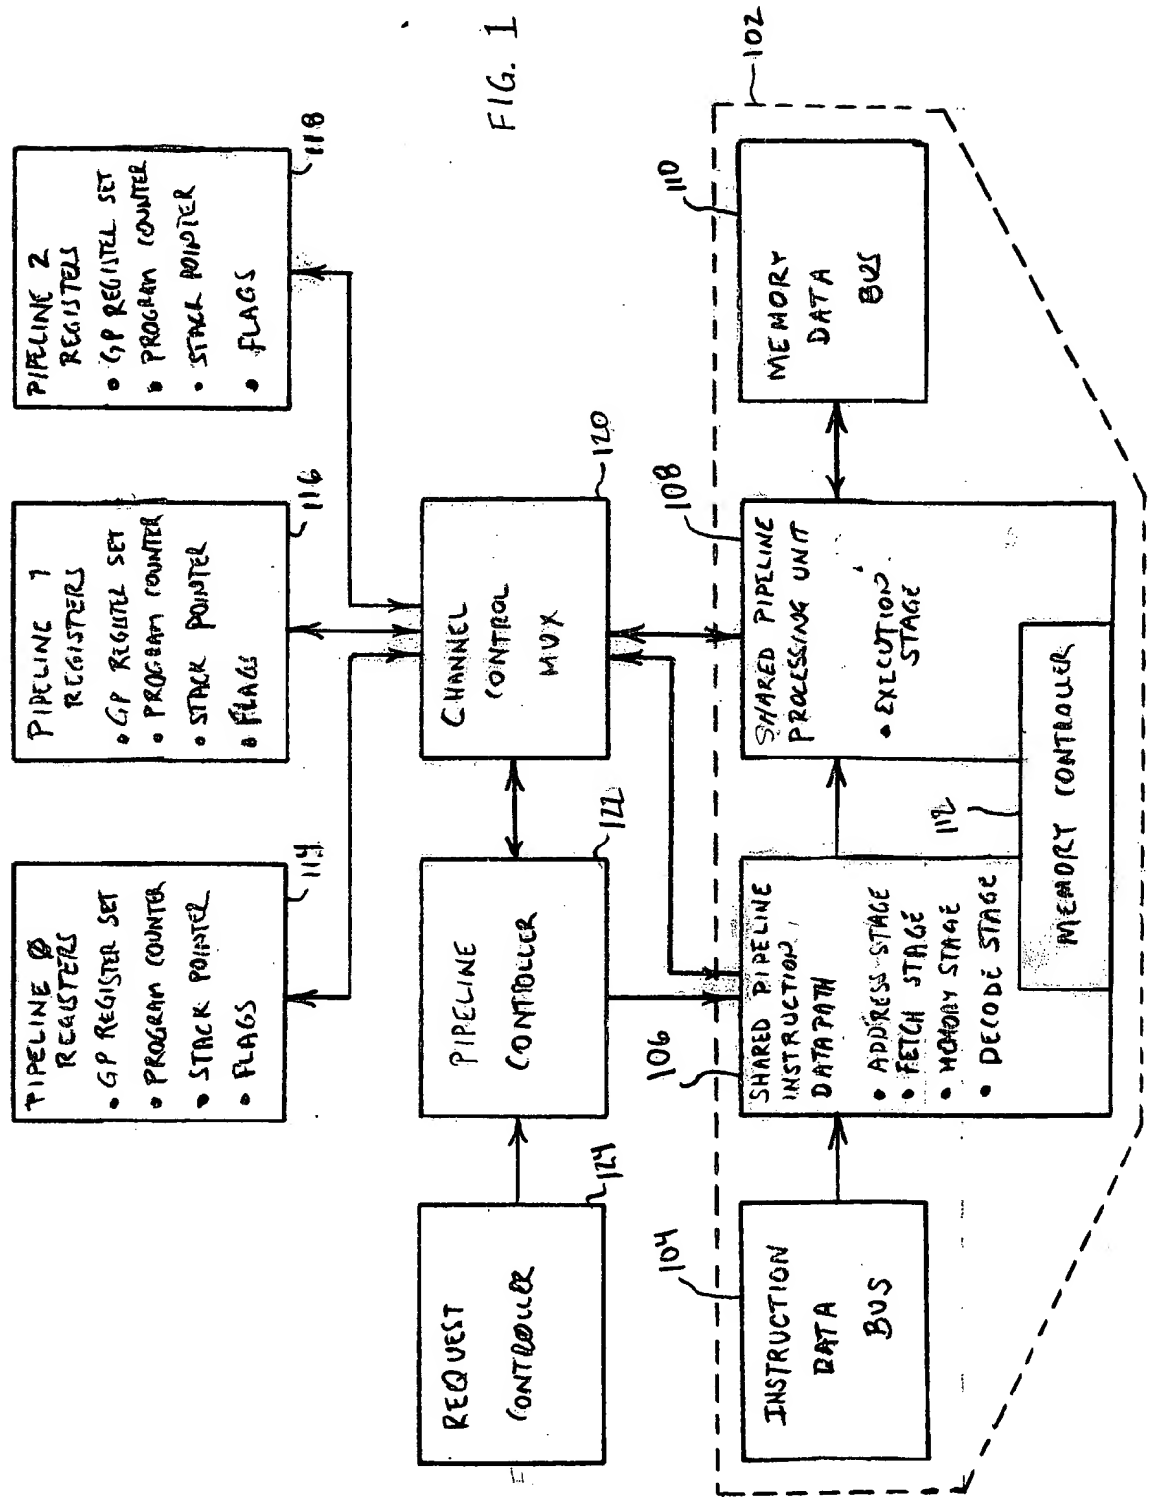 PIPELINE 0
REGISTERS
• GP REGISTER SET
• PROGRAM COUNTER
• STACK POINTER
• FLAGS
114
PIPELINE 1
REGISTERS
• GP REGISTER SET
• PROGRAM COUNTER
• STACK POINTER
• FLAGS
116
PIPELINE 2
REGISTERS
• GP REGISTER SET
• PROGRAM COUNTER
• STACK POINTER
• FLAGS
118
REQUEST
CONTROLLER
124
PIPELINE
CONTROLLER
122
CHANNEL
CONTROL
MUX
120
FIG. 1
104
INSTRUCTION
DATA
BUS
106
SHARED PIPELINE
INSTRUCTION
DATAPATH
• ADDRESS STAGE
• FETCH STAGE
• MEMORY STAGE
• DECODE STAGE
108
SHARED PIPELINE
PROCESSING UNIT
• EXECUTION
STAGE
110
MEMORY
DATA
BUS
102
112
MEMORY CONTROLLER